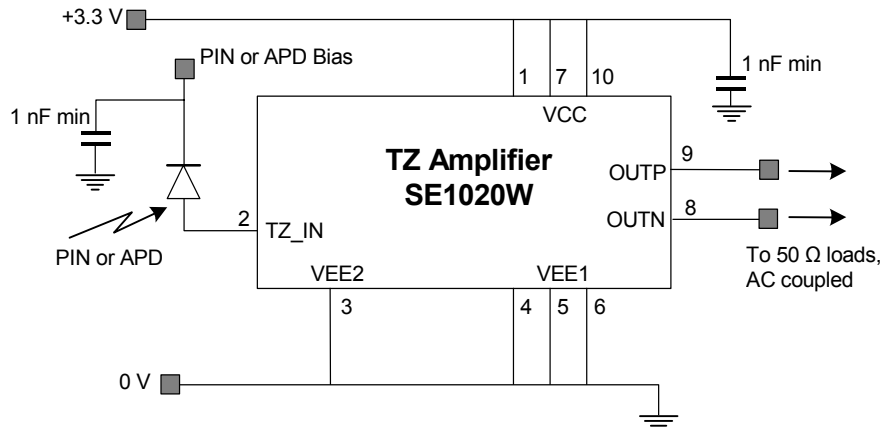 +3.3 V
PIN or APD Bias
1 nF min
1 7 10
VCC
1 nF min
TZ Amplifier
SE1020W
OUTP
9
OUTN
8
2
TZ_IN
PIN or APD
To 50 Ω loads,
AC coupled
VEE2
VEE1
3
4
5
6
0 V